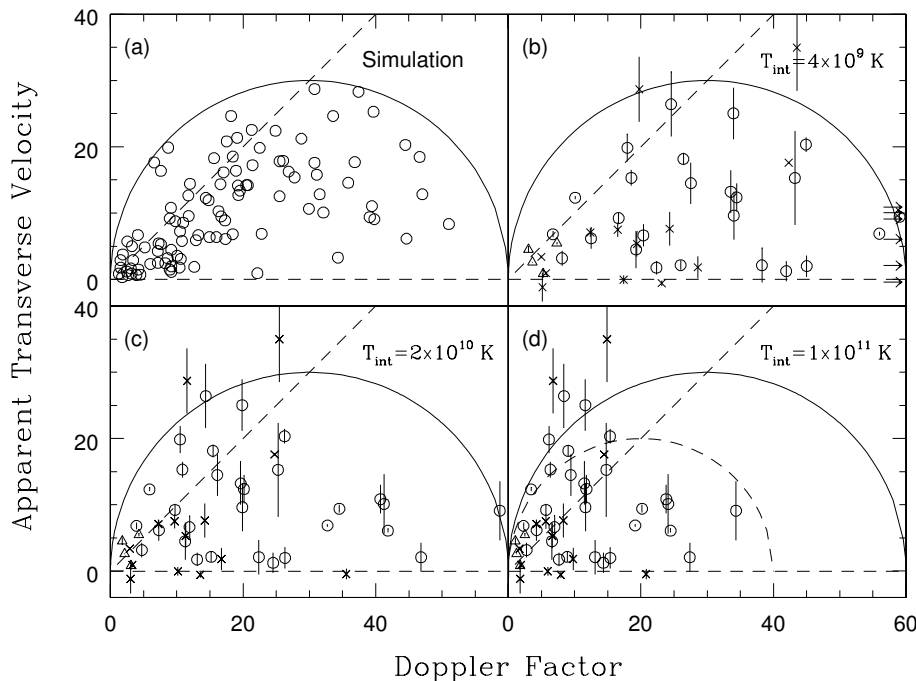 40
(a)
Simulation
(b)
T_int=4×10^9 K
20
0
40
(c)
T_int=2×10^10 K
(d)
T_int=1×10^11 K
20
0
0
20
40
0
20
40
60
Apparent Transverse Velocity
Doppler Factor